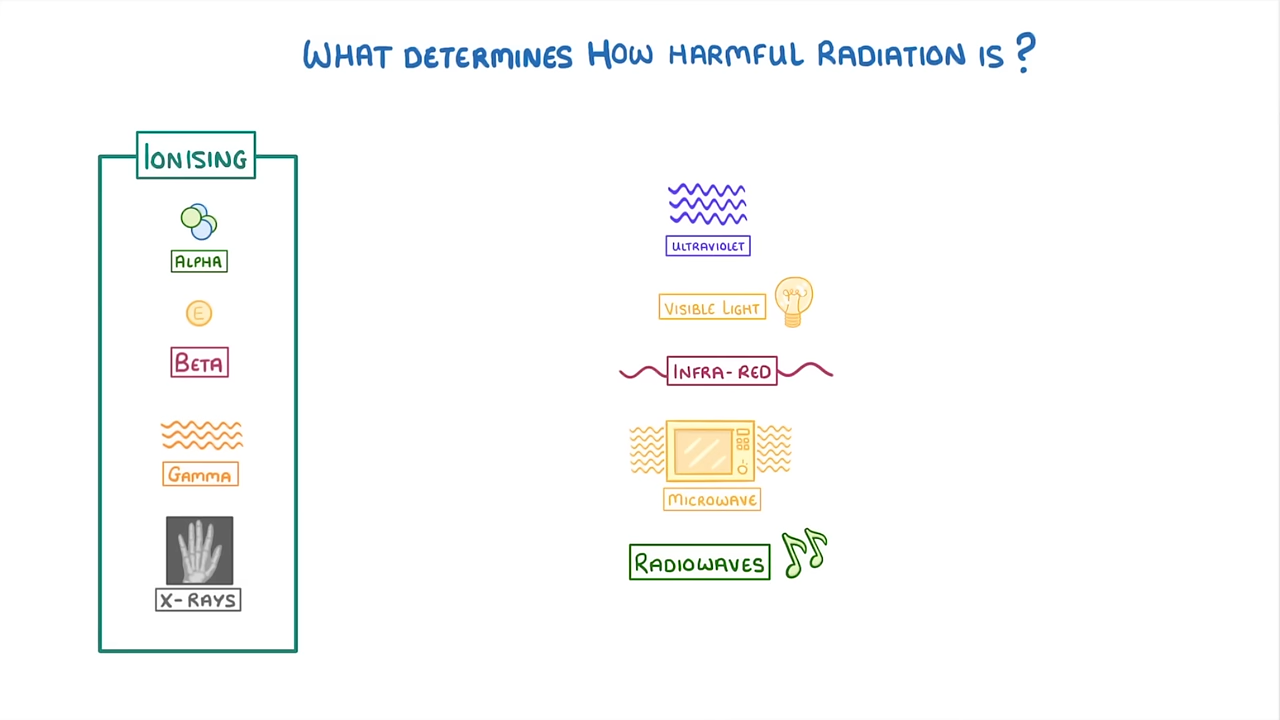 WHAT DETERMINES HOW HARMFUL RADIATION IS?
IONISING
ALPHA
E
BETA
GAMMA
X-RAYS
ULTRAVIOLET
VISIBLE LIGHT
INFRA-RED
MICROWAVE
RADIOWAVES